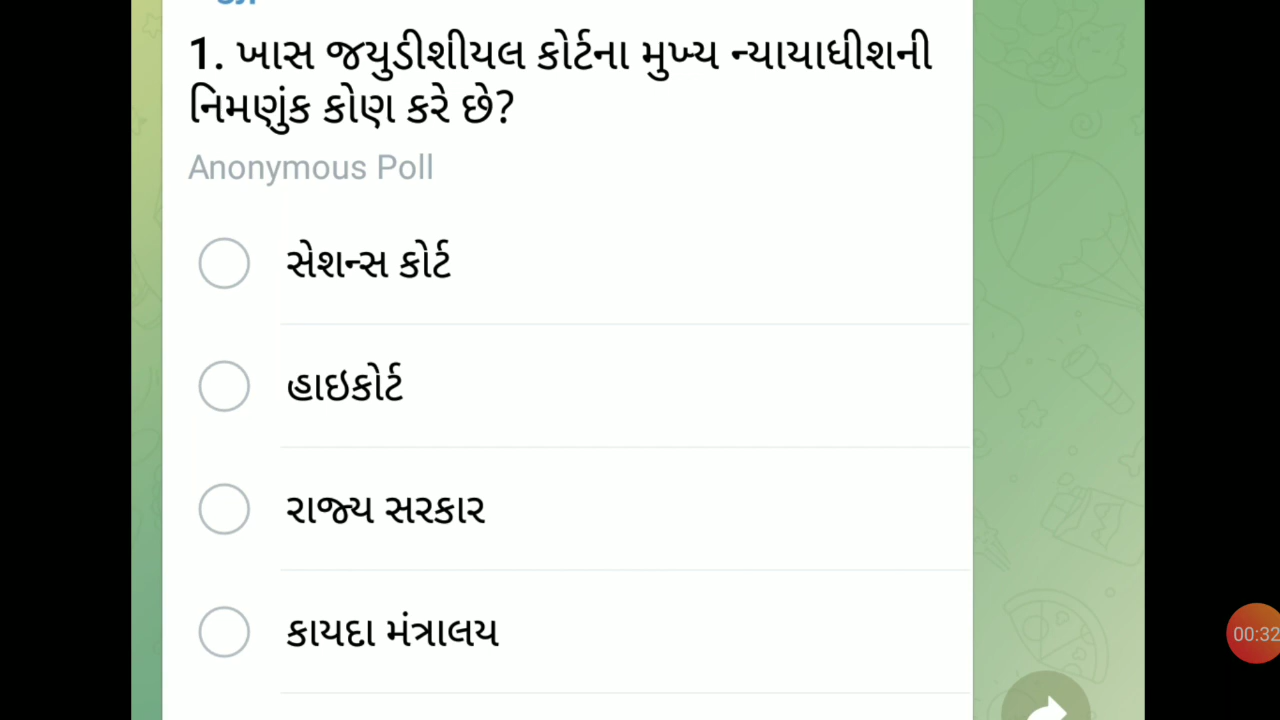 1. ખાસ જયુડીશીયલ કોર્ટના મુખ્ય ન્યાયાધીશની
નિમણુંક કોણ કરે છે?
Anonymous Poll
સેશન્સ કોર્ટ
હાઇકોર્ટ
રાજ્ય સરકાર
કાયદા મંત્રાલય
00:32